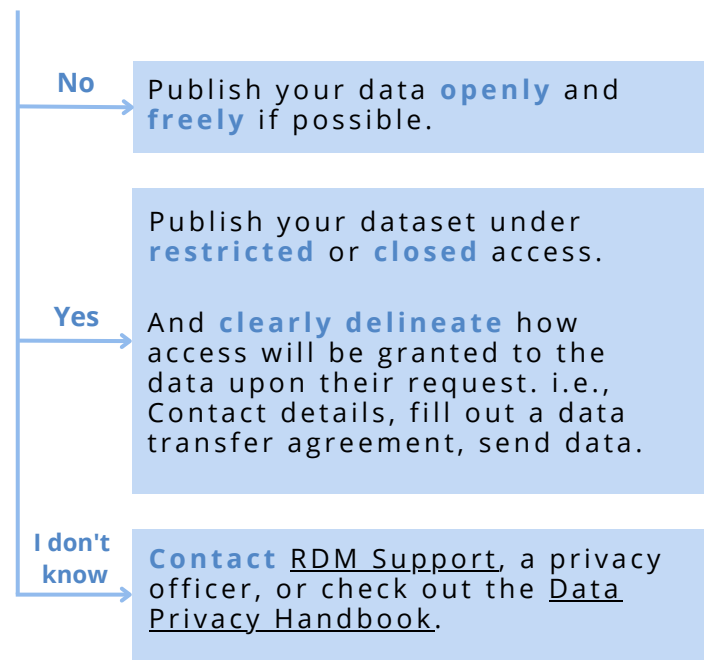 No
Publish your data openly and
freely if possible.
Publish your dataset under
restricted or closed access.
Yes
And clearly delineate how
access will be granted to the
data upon their request. i.e.,
Contact details, fill out a data
transfer agreement, send data.
I don't
know
Contact RDM Support, a privacy
officer, or check out the Data
Privacy Handbook.